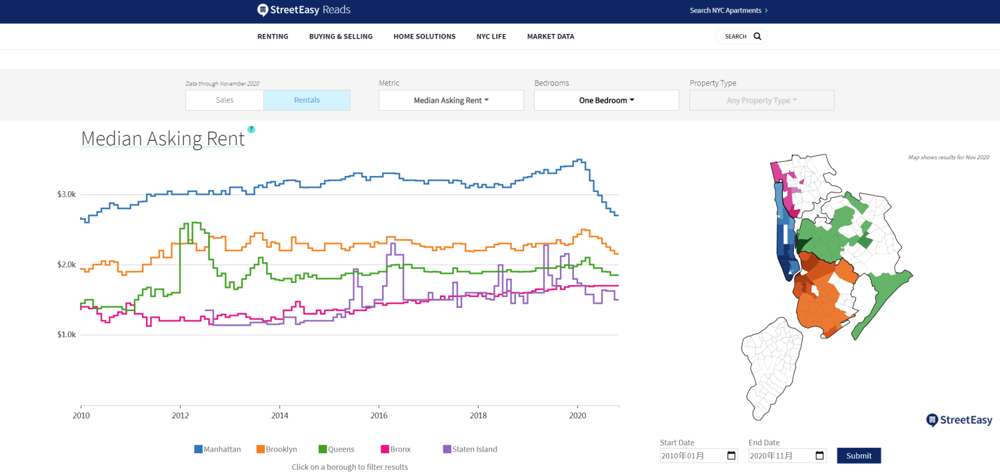 StreetEasy Reads
Search NYC Apartments >
RENTING BUYING & SELLING HOME SOLUTIONS NYC LIFE MARKET DATA SEARCH
Data through November 2020 Metric Bedrooms Property Type
Sales Rentals Median Asking Rent One Bedroom Any Property Type
Median Asking Rent ?
Map shows results for Nov 2020
$3.0k
$2.0k
$1.0k
2010 2012 2014 2016 2018 2020
StreetEasy
Manhattan Brooklyn Queens Bronx Staten Island
Click on a borough to filter results
Start Date End Date
2010年01月 2020年11月 Submit